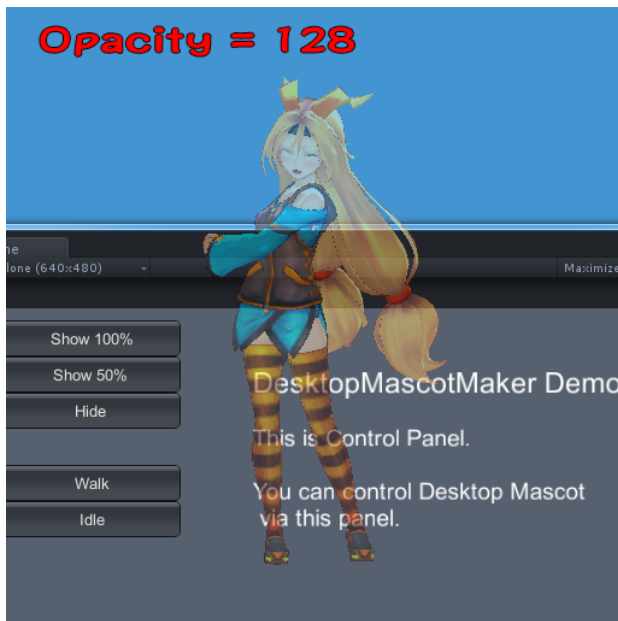 Opacity = 128
ne
lone (640x480)
Maximize
Show 100%
Show 50%
Hide
DesktopMascotMaker Demo
This is Control Panel.
Walk
You can control Desktop Mascot
Idle
via this panel.